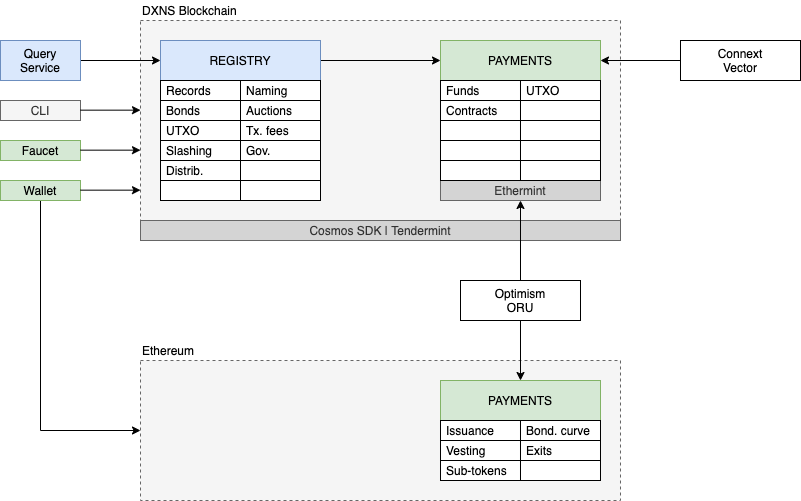 DXNS Blockchain
Query
Service
REGISTRY
PAYMENTS
Connext
Vector
Records
Naming
Funds
UTXO
CLI
Bonds
Auctions
Contracts
UTXO
Tx. fees
Faucet
Slashing
Gov.
Distrib.
Wallet
Ethermint
Cosmos SDK | Tendermint
Optimism
ORU
Ethereum
PAYMENTS
Issuance
Bond. curve
Vesting
Exits
Sub-tokens